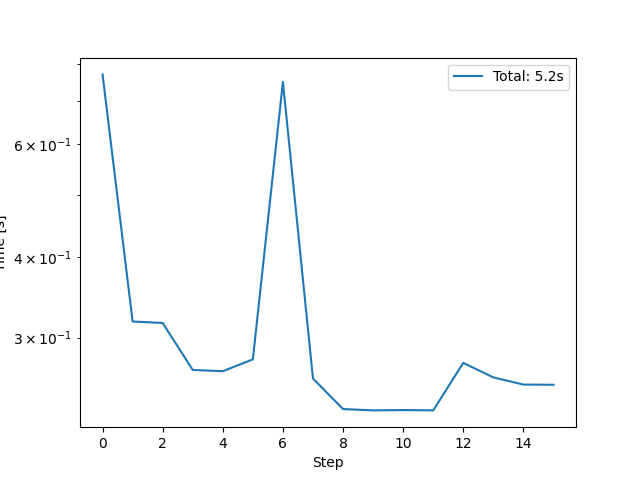 Total: 5.2s
6 × 10⁻¹
4 × 10⁻¹
3 × 10⁻¹
[s]
0 2 4 6 8 10 12 14
Step